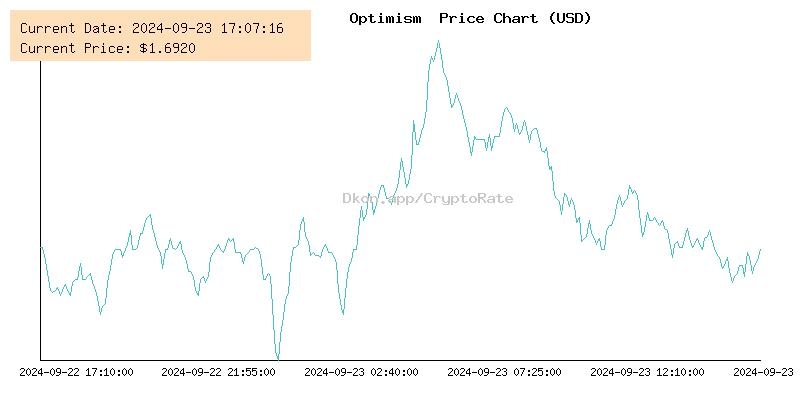 Optimism  Price Chart (USD)
Current Date: 2024-09-23 17:07:16
Current Price: $1.6920
Dkon.app/CryptoRate
2024-09-22 17:10:00 2024-09-22 21:55:00 2024-09-23 02:40:00 2024-09-23 07:25:00 2024-09-23 12:10:00 2024-09-23